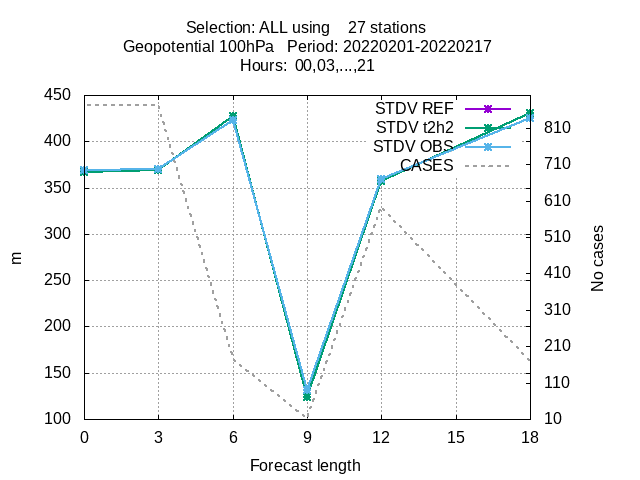 Selection: ALL using    27 stations
Geopotential 100hPa   Period: 20220201-20220217
Hours:  00,03,...,21
STDV REF
STDV t2h2
STDV OBS
CASES
450
400
350
300
250
200
150
100
m
810
710
610
510
410
310
210
110
10
No cases
0 3 6 9 12 15 18
Forecast length